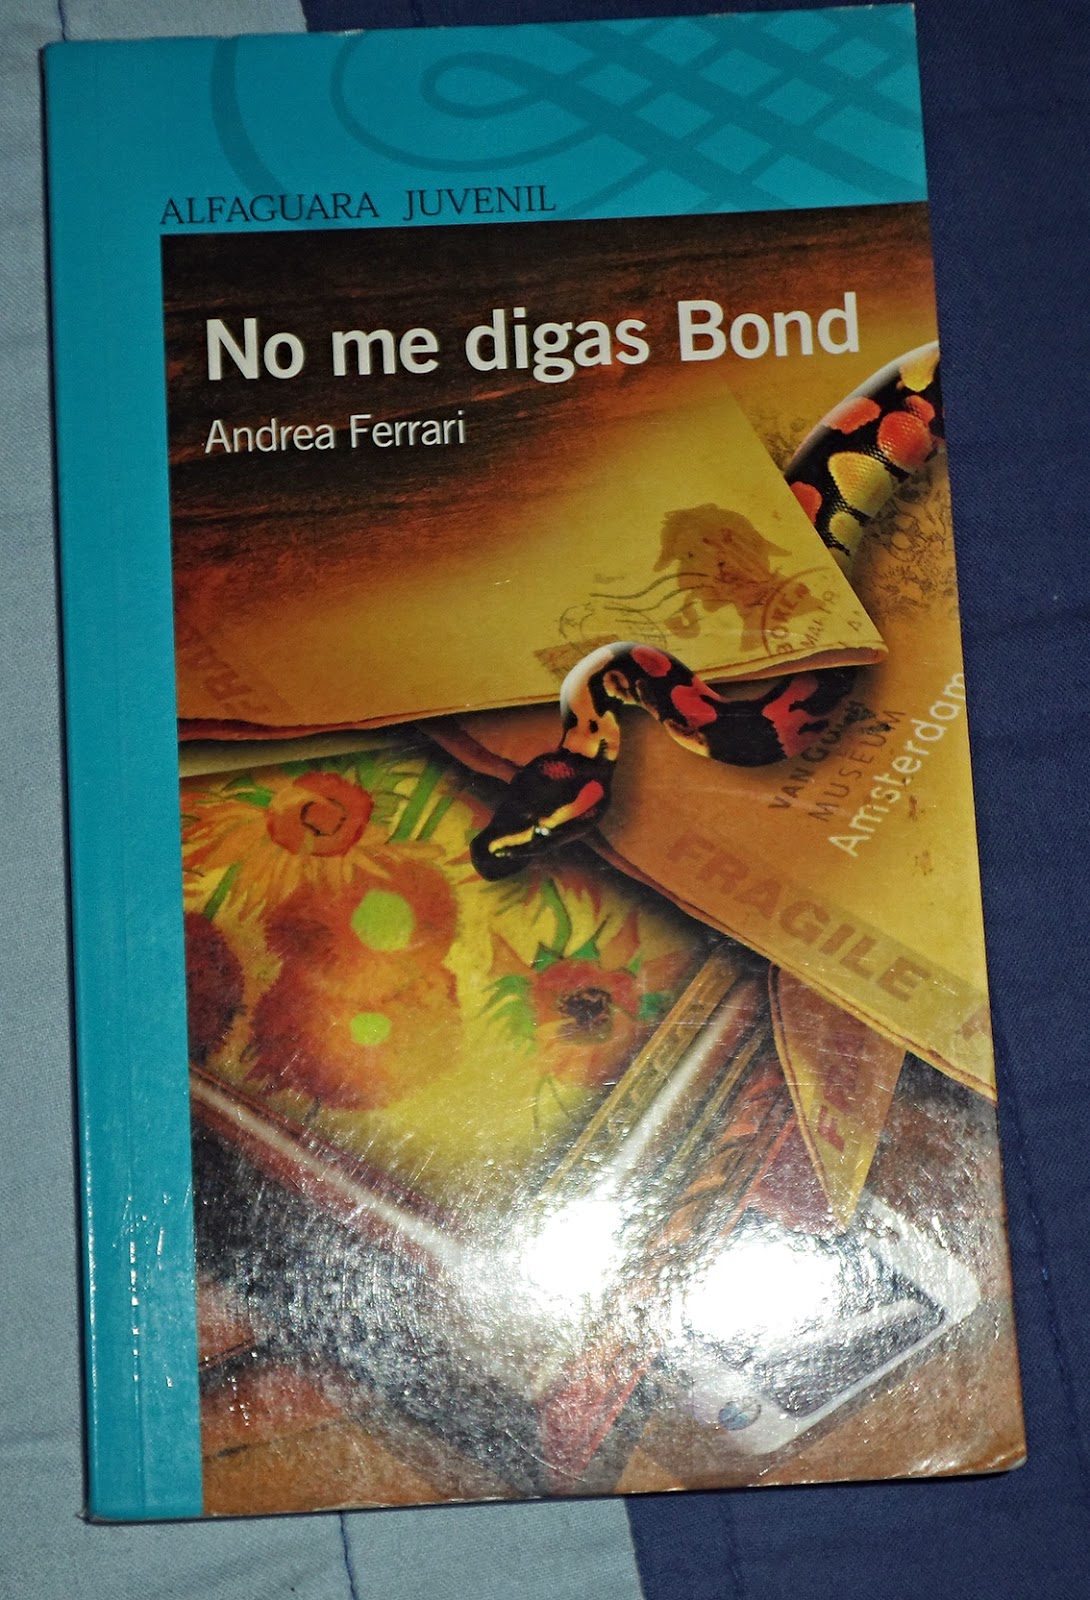 ALFAGUARA JUVENIL
No me digas Bond
Andrea Ferrari
VAN GOGH
MUSEUM
Amsterdam
FRAGILE